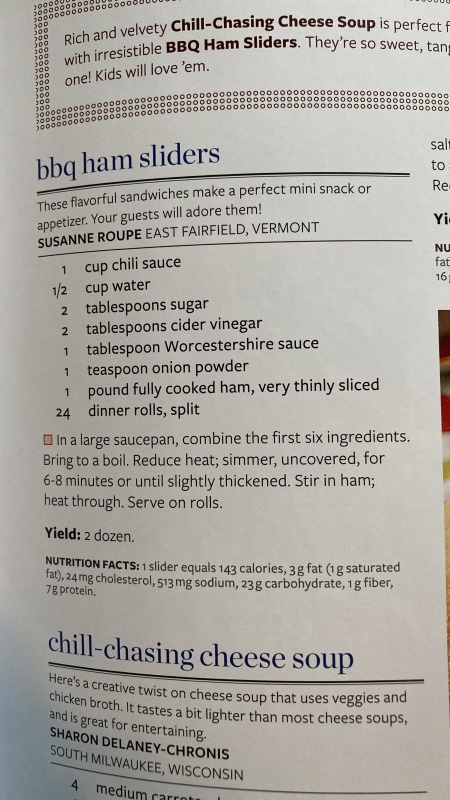 Rich and velvety Chill-Chasing Cheese Soup is perfect
with irresistible BBQ Ham Sliders. They're so sweet,
one! Kids will love 'em.
bbq ham sliders
These flavorful sandwiches make a perfect mini snack or
appetizer. Your guests will adore them!
SUSANNE ROUPE EAST FAIRFIELD, VERMONT
1 cup chili sauce
1/2 cup water
2 tablespoons sugar
2 tablespoons cider vinegar
1 tablespoon Worcestershire sauce
1 teaspoon onion powder
1 pound fully cooked ham, very thinly sliced
24 dinner rolls, split
In a large saucepan, combine the first six ingredients.
Bring to a boil. Reduce heat; simmer, uncovered, for
6-8 minutes or until slightly thickened. Stir in ham;
heat through. Serve on rolls.
Yield: 2 dozen.
NUTRITION FACTS: 1 slider equals 143 calories, 3 g fat (1 g saturated
fat), 24 mg cholesterol, 513 mg sodium, 23 g carbohydrate, 1 g fiber,
7 g protein.
chill-chasing cheese soup
Here's a creative twist on cheese soup that uses veggies and
chicken broth. It tastes a bit lighter than most cheese soups,
and is great for entertaining.
SHARON DELANEY-CHRONIS
SOUTH MILWAUKEE, WISCONSIN
4 medium
to
16